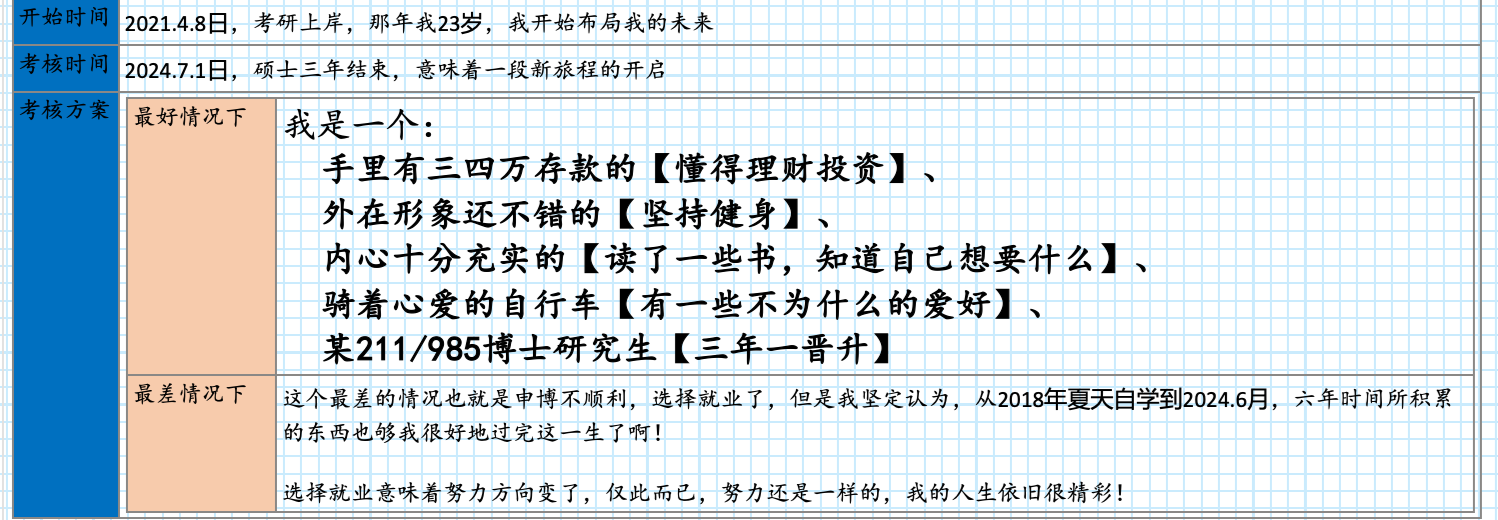 开始时间
2021.4.8日，考研上岸，那年我23岁，我开始布局我的未来
考核时间
2024.7.1日，硕士三年结束，意味着一段新旅程的开启
考核方案
最好情况下
我是一个：
手里有三四万存款的【懂得理财投资】、
外在形象还不错的【坚持健身】、
内心十分充实的【读了一些书，知道自己想要什么】、
骑着心爱的自行车【有一些不为什么的爱好】、
某211/985博士研究生【三年一晋升】
最差情况下
这个最差的情况也就是申博不顺利，选择就业了，但是我坚定认为，从2018年夏天自学到2024.6月，六年时间所积累
的东西也够我很好地过完这一生了啊！
选择就业意味着努力方向变了，仅此而已，努力还是一样的，我的人生依旧很精彩！